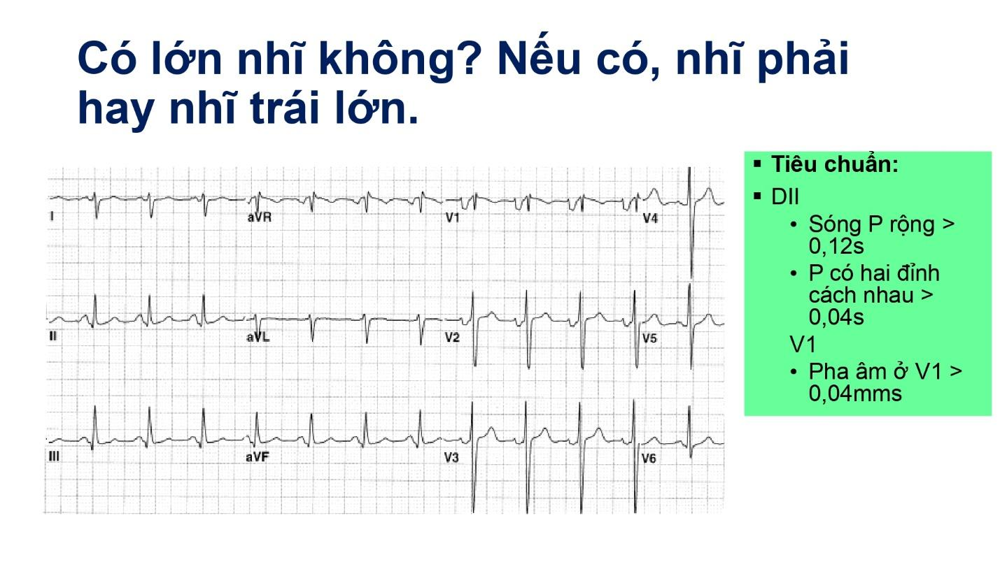 Có lớn nhĩ không? Nếu có, nhĩ phải
hay nhĩ trái lớn.
I
aVR
V1
V4
II
aVL
V2
V5
III
aVF
V3
V6
▪ Tiêu chuẩn:
▪ DII
• Sóng P rộng >
0,12s
• P có hai đỉnh
cách nhau >
0,04s
V1
• Pha âm ở V1 >
0,04mms